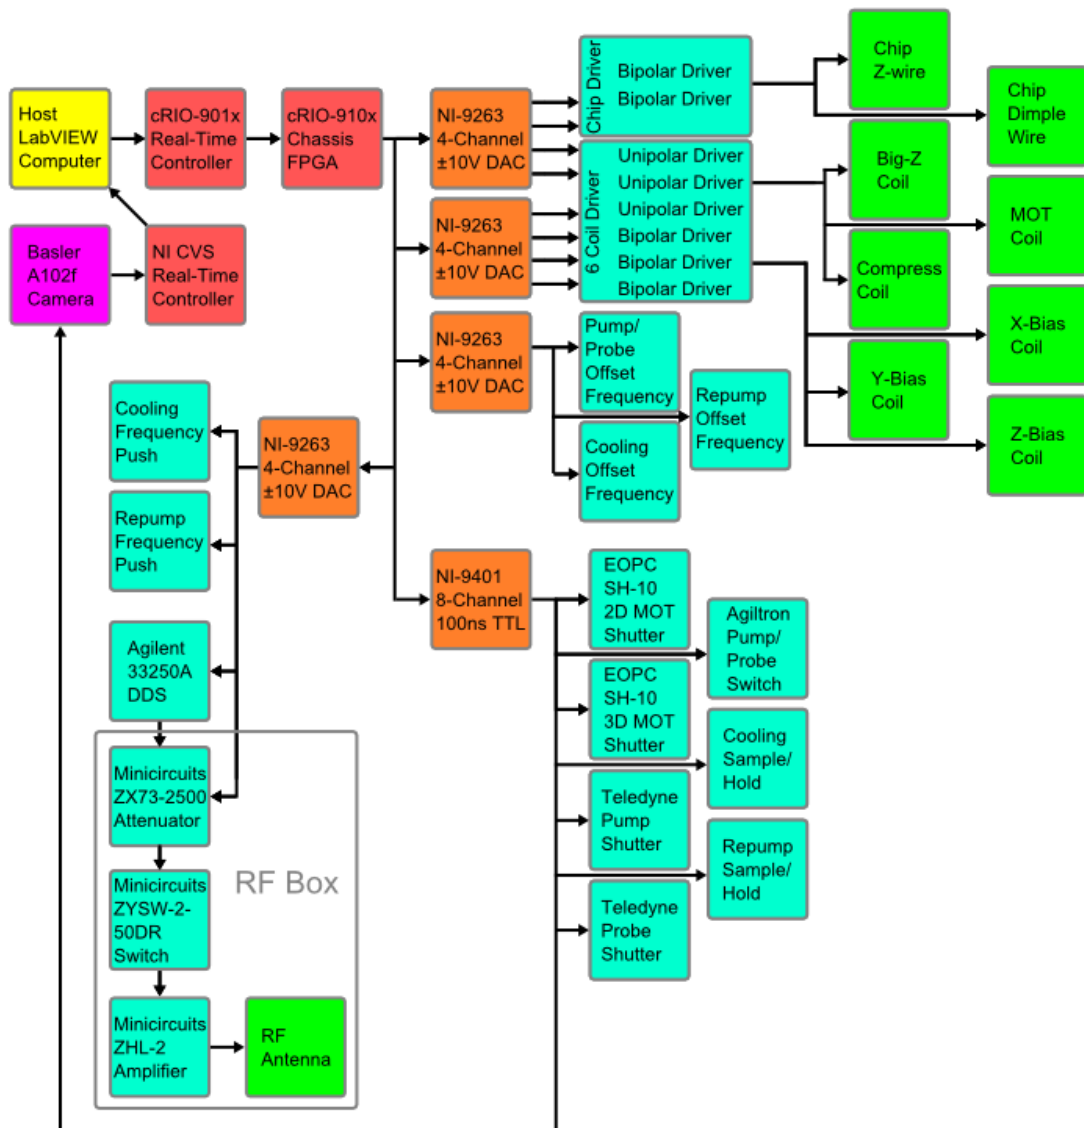 Host
LabVIEW
Computer
cRIO-901x
Real-Time
Controller
cRIO-910x
Chassis
FPGA
NI-9263
4-Channel
±10V DAC
Chip Driver
Bipolar Driver
Bipolar Driver
Chip
Z-wire
Chip
Dimple
Wire
Basler
A102f
Camera
NI CVS
Real-Time
Controller
NI-9263
4-Channel
±10V DAC
6 Coil Driver
Unipolar Driver
Unipolar Driver
Unipolar Driver
Bipolar Driver
Bipolar Driver
Bipolar Driver
Big-Z
Coil
MOT
Coil
Compress
Coil
X-Bias
Coil
Y-Bias
Coil
Z-Bias
Coil
NI-9263
4-Channel
±10V DAC
Pump/
Probe
Offset
Frequency
Repump
Offset
Frequency
Cooling
Offset
Frequency
Cooling
Frequency
Push
NI-9263
4-Channel
±10V DAC
Repump
Frequency
Push
Agilent
33250A
DDS
NI-9401
8-Channel
100ns TTL
EOPC
SH-10
2D MOT
Shutter
Agiltron
Pump/
Probe
Switch
EOPC
SH-10
3D MOT
Shutter
Cooling
Sample/
Hold
Teledyne
Pump
Shutter
Repump
Sample/
Hold
Teledyne
Probe
Shutter
Minicircuits
ZX73-2500
Attenuator
RF Box
Minicircuits
ZYSW-2-
50DR
Switch
Minicircuits
ZHL-2
Amplifier
RF
Antenna